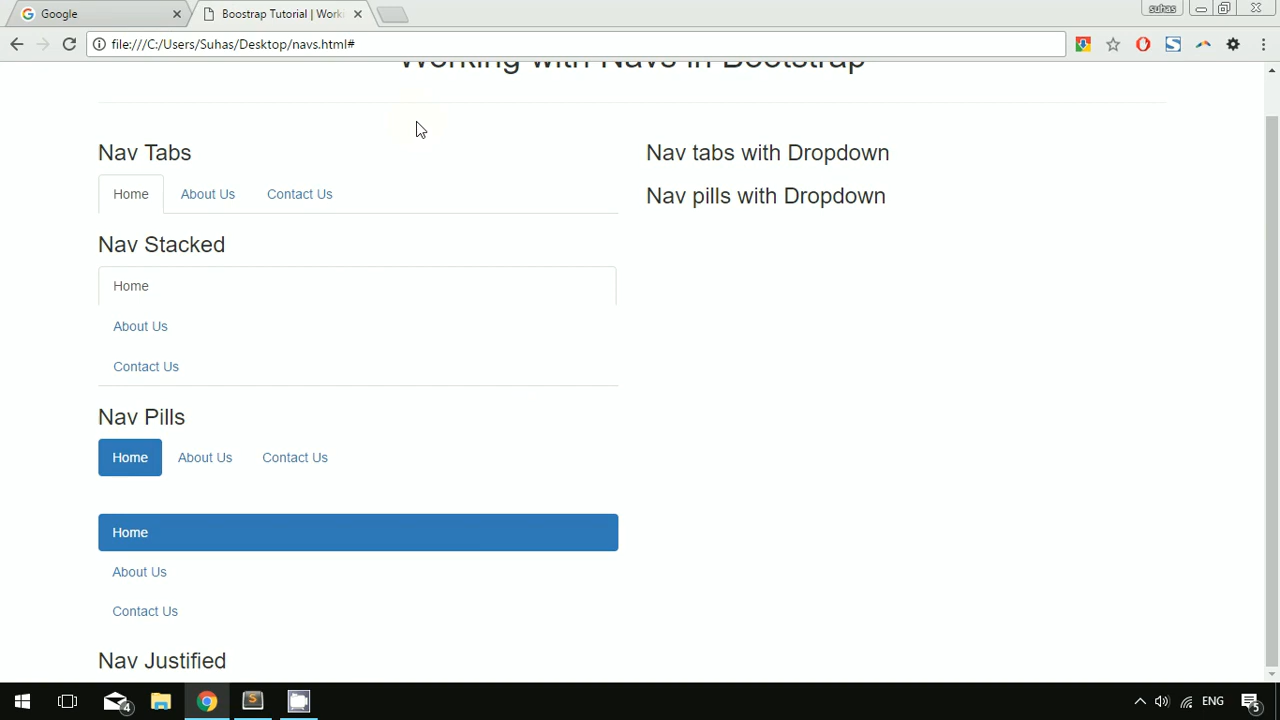 Google
Boostrap Tutorial | Work
suhas
file:///C:/Users/Suhas/Desktop/navs.html#
Working with Navs in Bootstrap
Nav Tabs
Home About Us Contact Us
Nav Stacked
Home
About Us
Contact Us
Nav Pills
Home About Us Contact Us
Home
About Us
Contact Us
Nav Justified
Nav tabs with Dropdown
Nav pills with Dropdown
4
ENG
5